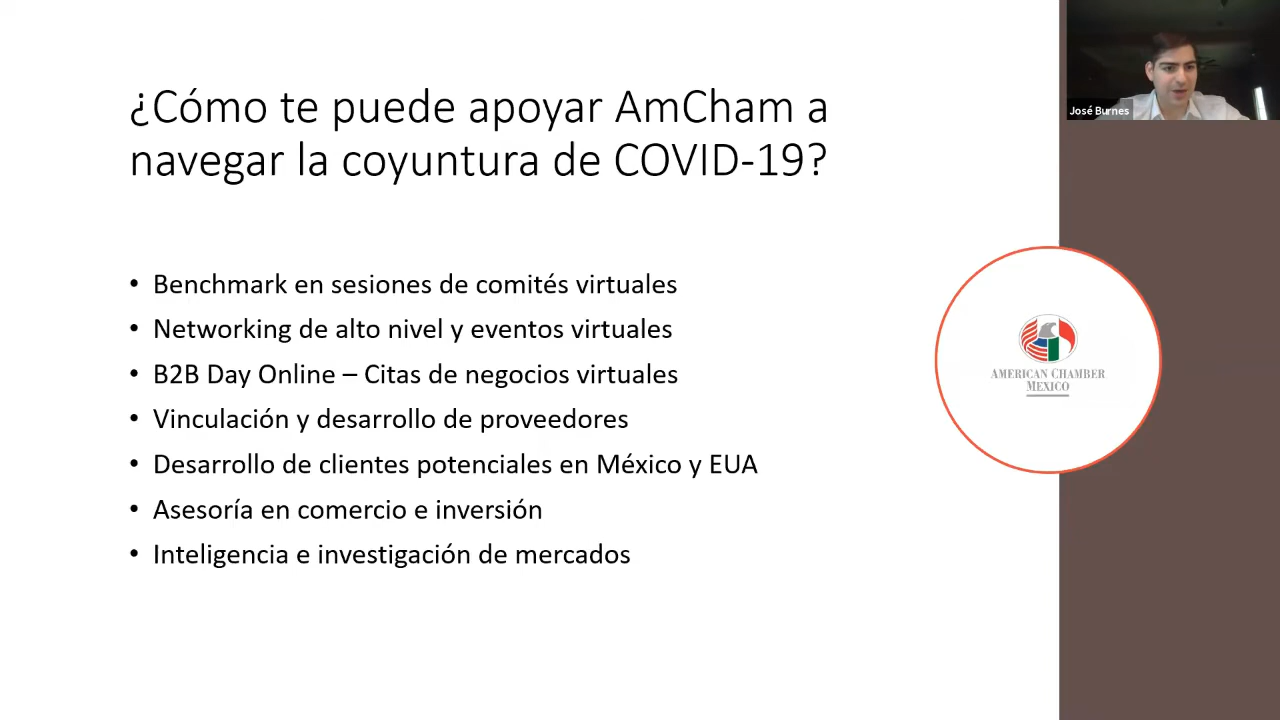 ¿Cómo te puede apoyar AmCham a
navegar la coyuntura de COVID-19?
• Benchmark en sesiones de comités virtuales
• Networking de alto nivel y eventos virtuales
• B2B Day Online – Citas de negocios virtuales
• Vinculación y desarrollo de proveedores
• Desarrollo de clientes potenciales en México y EUA
• Asesoría en comercio e inversión
• Inteligencia e investigación de mercados
AMERICAN CHAMBER
MEXICO
José Burnes